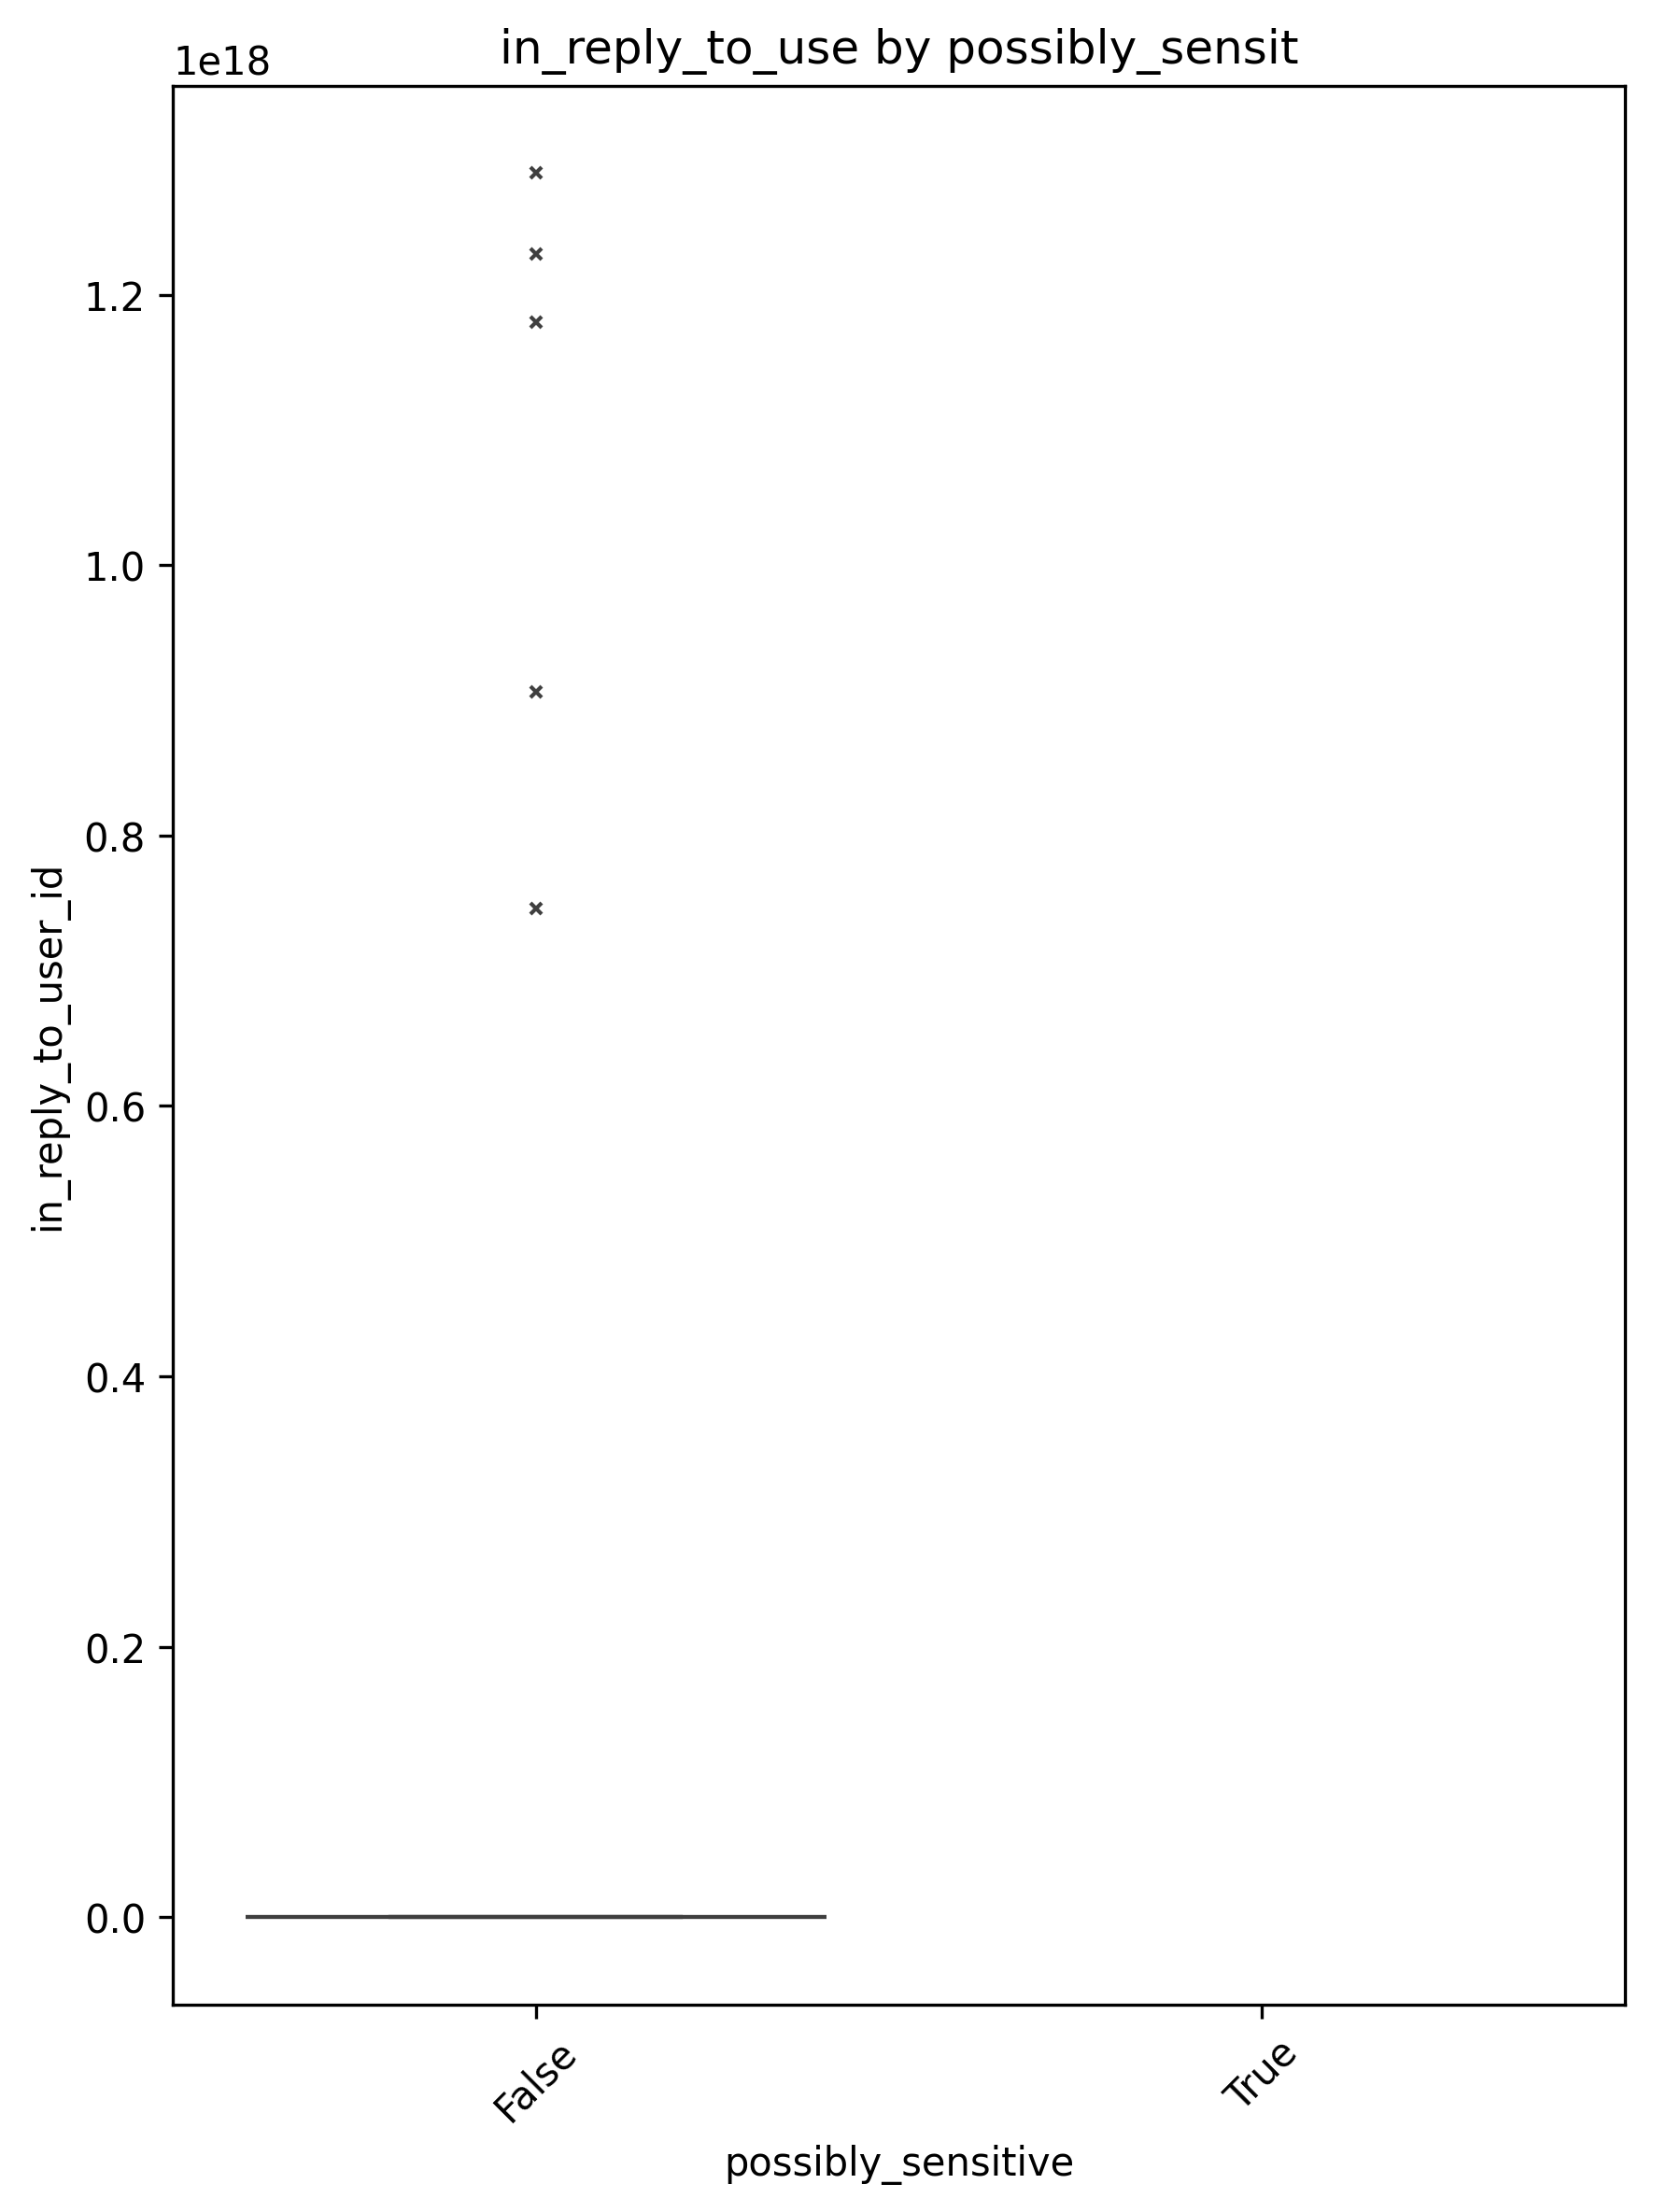 in_reply_to_use by possibly_sensit
1e18
1.2
1.0
0.8
0.6
0.4
0.2
0.0
in_reply_to_user_id
False
True
possibly_sensitive